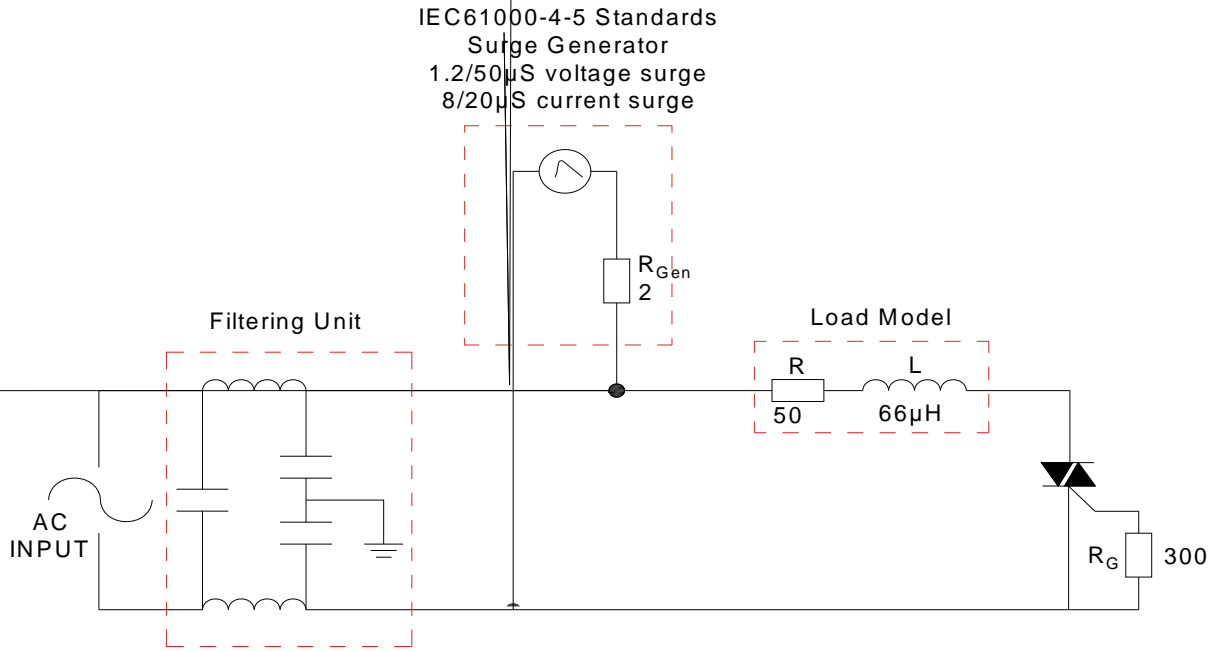 IEC61000-4-5 Standards
Surge Generator
1.2/50µS voltage surge
8/20µS current surge
R_Gen
2
Filtering Unit
Load Model
R
L
50
66µH
AC
INPUT
R_G
300